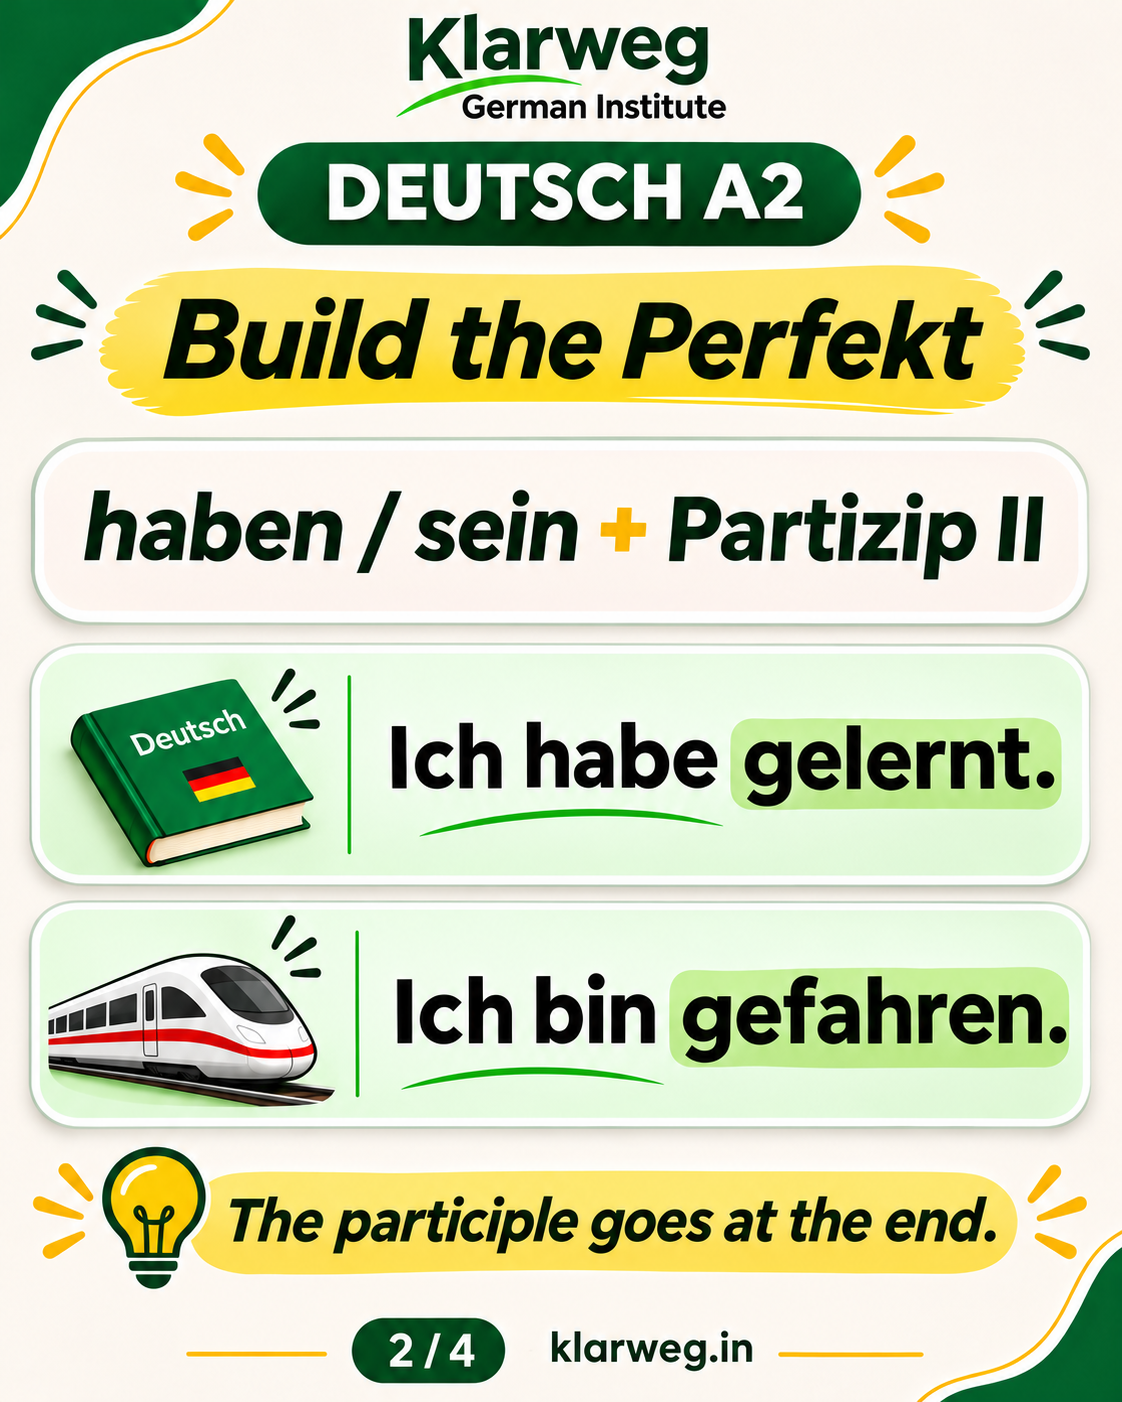 Klarweg
German Institute
DEUTSCH A2
Build the Perfekt
haben / sein + Partizip II
Deutsch
Ich habe gelernt.
Ich bin gefahren.
The participle goes at the end.
2 / 4 klarweg.in